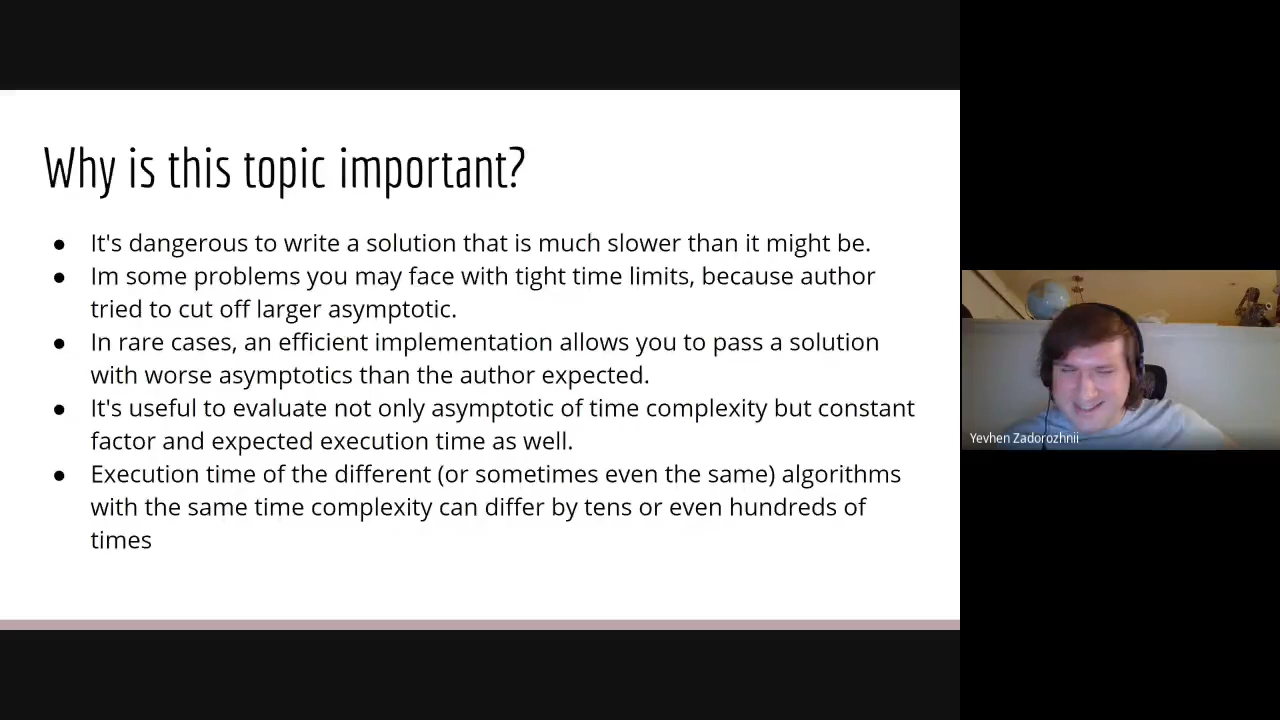 Why is this topic important?
● It's dangerous to write a solution that is much slower than it might be.
● Im some problems you may face with tight time limits, because author
tried to cut off larger asymptotic.
● In rare cases, an efficient implementation allows you to pass a solution
with worse asymptotics than the author expected.
● It's useful to evaluate not only asymptotic of time complexity but constant
factor and expected execution time as well.
● Execution time of the different (or sometimes even the same) algorithms
with the same time complexity can differ by tens or even hundreds of
times
Yevhen Zadorozhnii